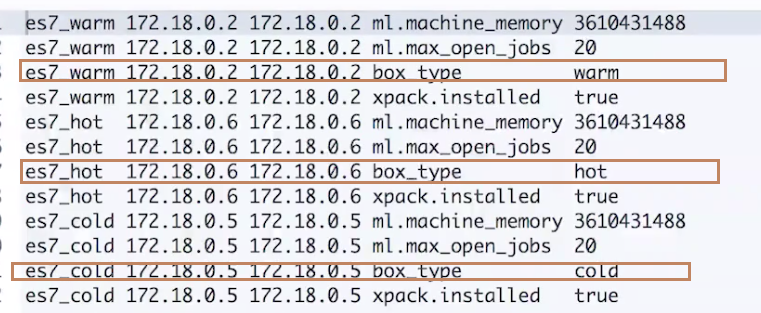 es7_warm 172.18.0.2 172.18.0.2 ml.machine_memory 3610431488
es7_warm 172.18.0.2 172.18.0.2 ml.max_open_jobs 20
es7_warm 172.18.0.2 172.18.0.2 box_type warm
es7_warm 172.18.0.2 172.18.0.2 xpack.installed true
es7_hot 172.18.0.6 172.18.0.6 ml.machine_memory 3610431488
es7_hot 172.18.0.6 172.18.0.6 ml.max_open_jobs 20
es7_hot 172.18.0.6 172.18.0.6 box_type hot
es7_hot 172.18.0.6 172.18.0.6 xpack.installed true
es7_cold 172.18.0.5 172.18.0.5 ml.machine_memory 3610431488
es7_cold 172.18.0.5 172.18.0.5 ml.max_open_jobs 20
es7_cold 172.18.0.5 172.18.0.5 box_type cold
es7_cold 172.18.0.5 172.18.0.5 xpack.installed true